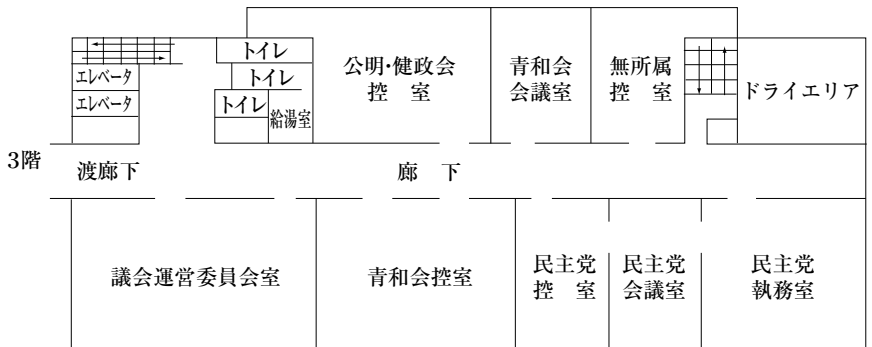 トイレ
エレベータ
トイレ
エレベータ
トイレ
給湯室
公明・健政会
控　室
青和会
会議室
無所属
控　室
ドライエリア
3階
渡廊下
廊　下
議会運営委員会室
青和会控室
民主党
控　室
民主党
会議室
民主党
執務室